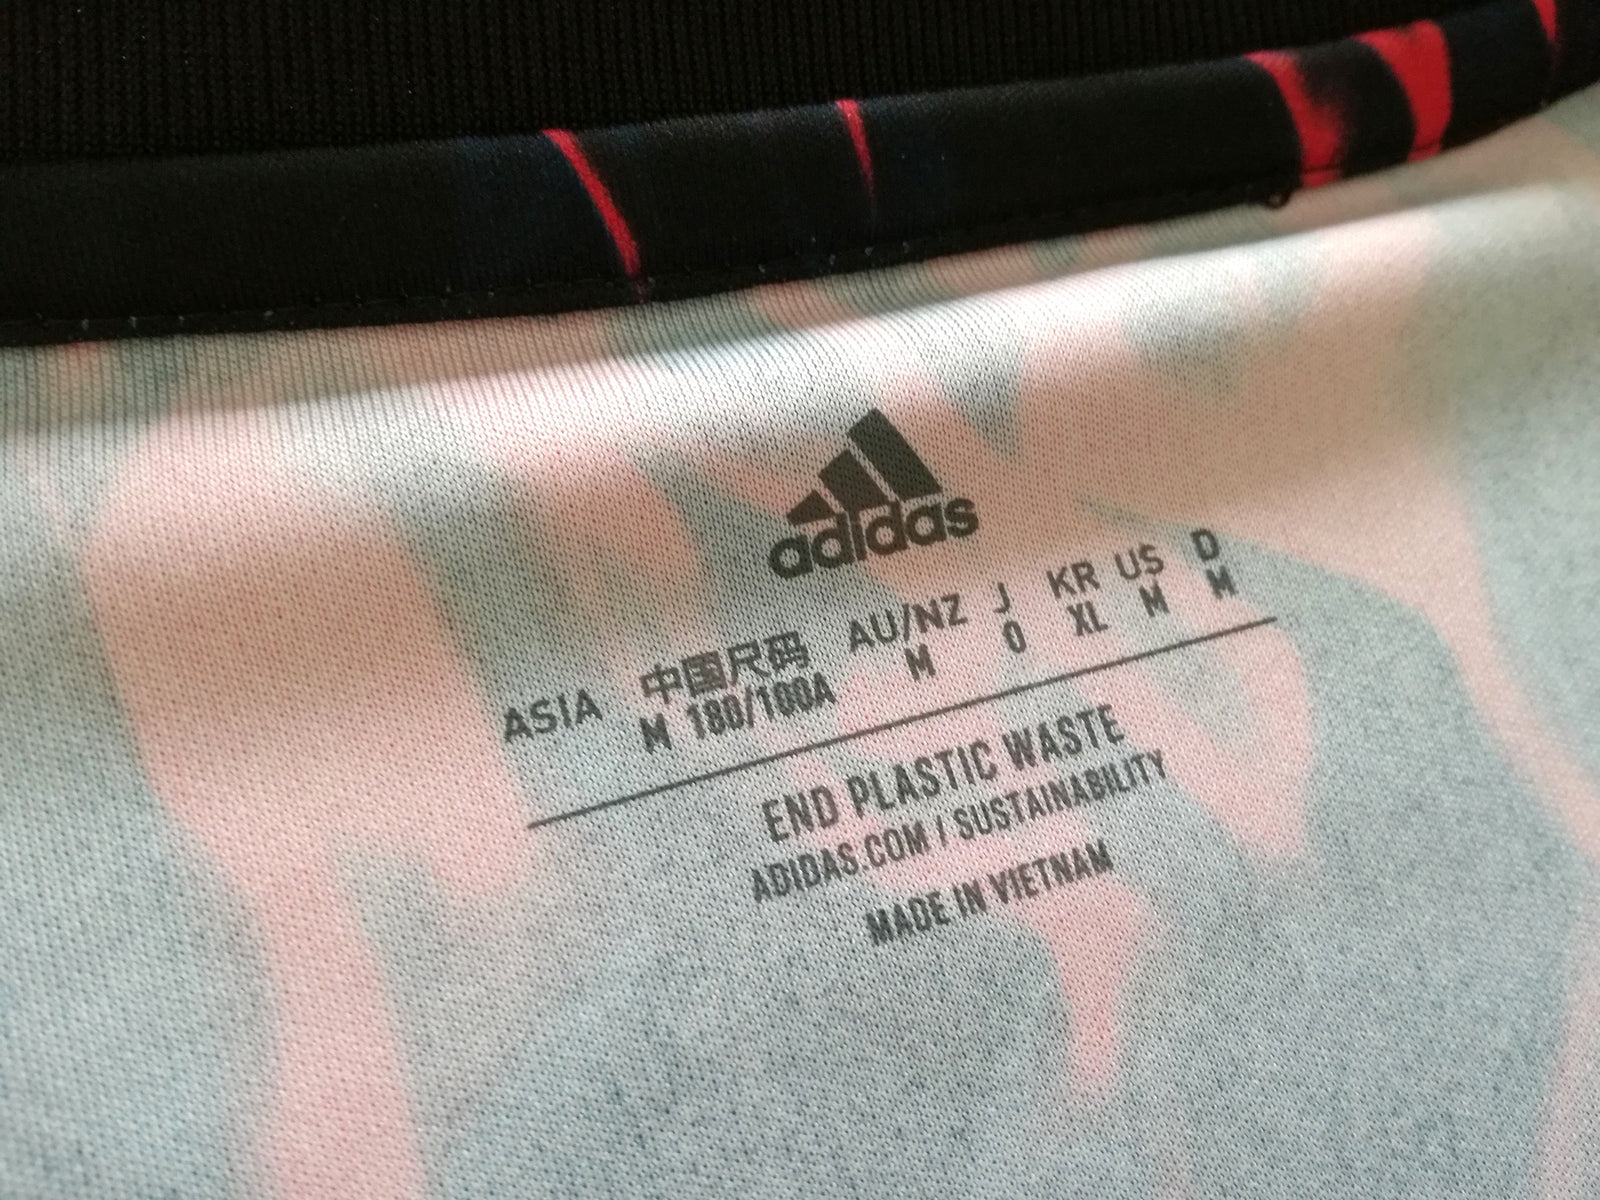 adidas
ASIA 中国尺码 AU/NZ J KR US D
M 180/100A M O XL M M
END PLASTIC WASTE
ADIDAS.COM / SUSTAINABILITY
MADE IN VIETNAM